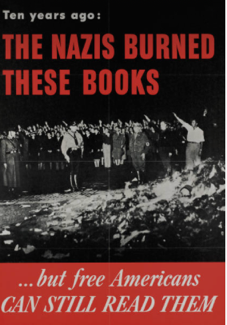 Ten years ago:
THE NAZIS BURNED
THESE BOOKS
...but free Americans
CAN STILL READ THEM